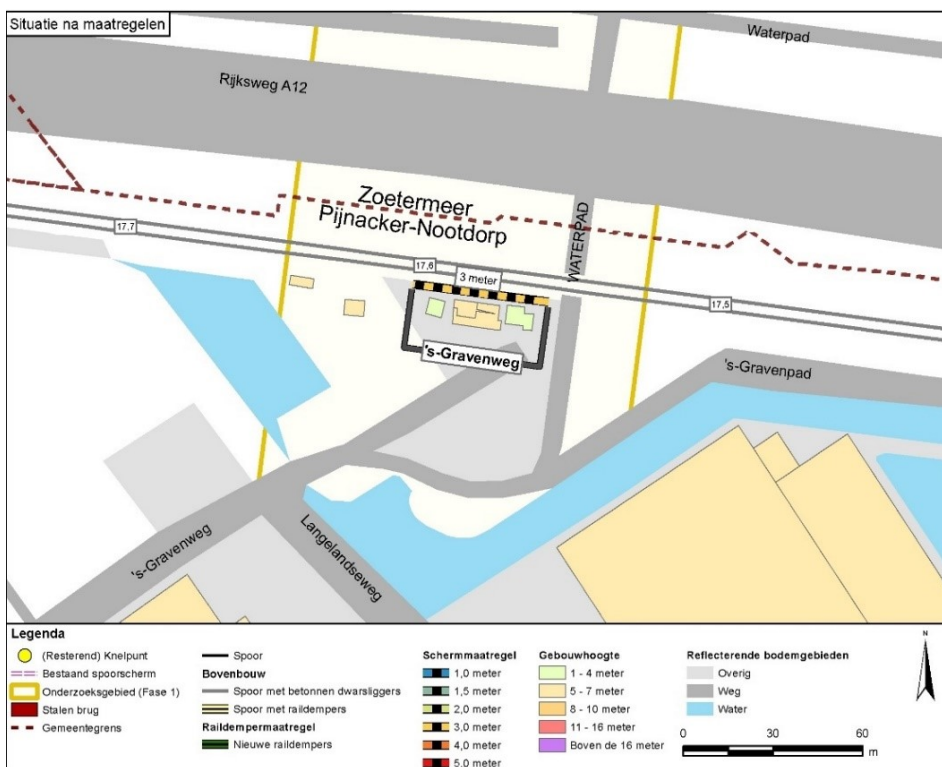 Situatie na maatregelen
Waterpad
Rijksweg A12
Zoetermeer
Pijnacker-Nootdorp
WATERPAD
17,7
17,6
3 meter
17,5
's-Gravenweg
's-Gravenpad
's-Gravenweg
Langelandseweg
Legenda
(Resterend) Knelpunt
Bestaand spoorscherm
Onderzoeksgebied (Fase 1)
Stalen brug
Gemeentegrens
Spoor
Bovenbouw
Spoor met betonnen dwarsliggers
Spoor met raildempers
Raildempermaatregel
Nieuwe raildempers
Schermmaatregel
1,0 meter
1,5 meter
2,0 meter
3,0 meter
4,0 meter
5,0 meter
Gebouwhoogte
1 - 4 meter
5 - 7 meter
8 - 10 meter
11 - 16 meter
Boven de 16 meter
Reflecterende bodemgebieden
Overig
Weg
Water
N
0 30 60
m